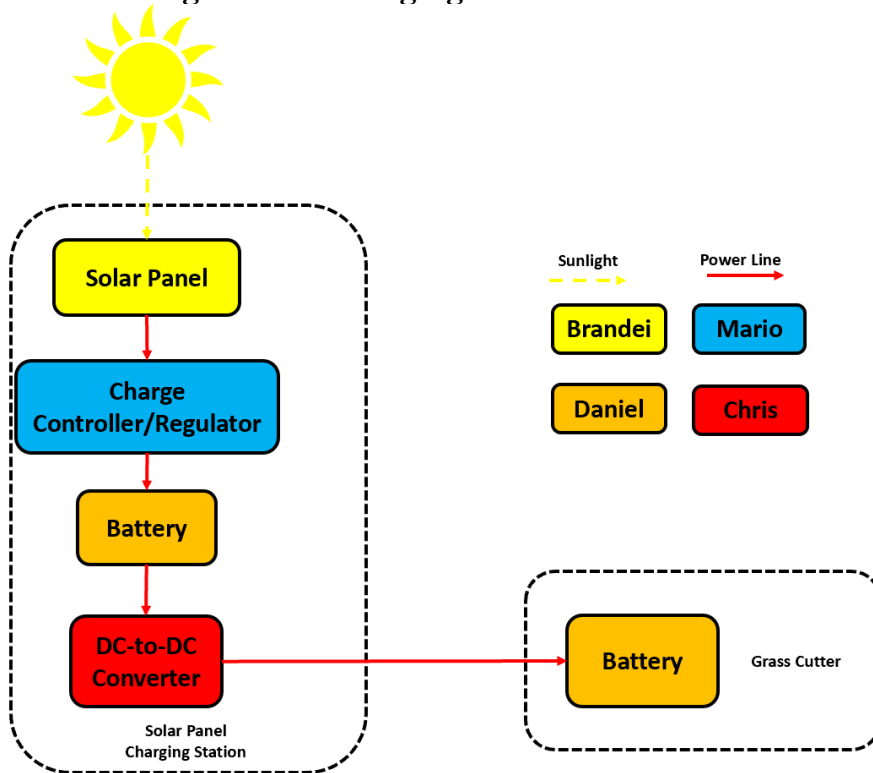 Solar Panel
Charge
Controller/Regulator
Battery
DC-to-DC
Converter
Solar Panel
Charging Station
Sunlight
Power Line
Brandei
Mario
Daniel
Chris
Battery
Grass Cutter